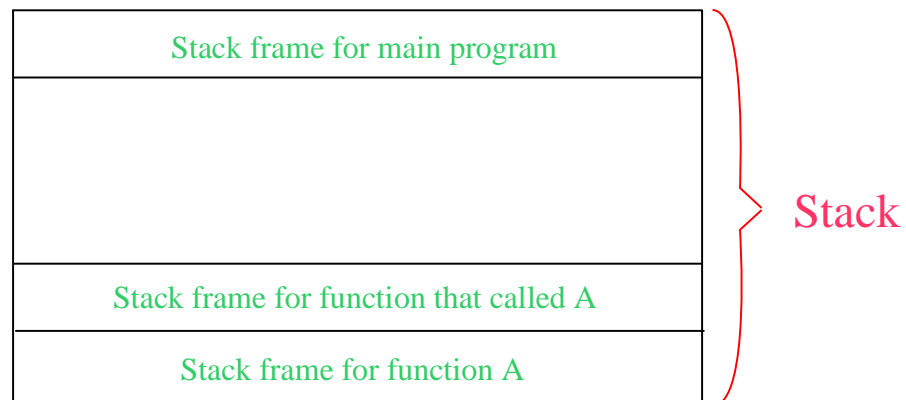 Stack frame for main program
Stack
Stack frame for function that called A
Stack frame for function A